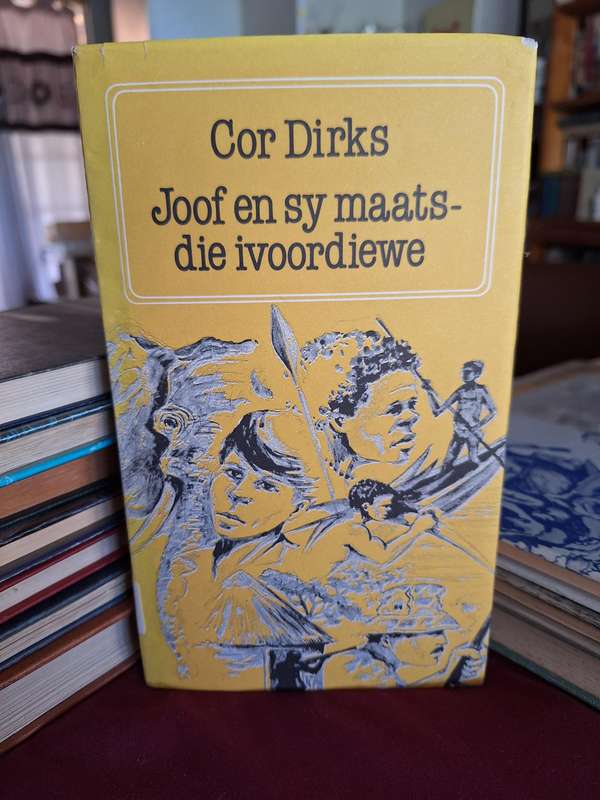 Cor Dirks
Joof en sy maats-
die ivoordiewe